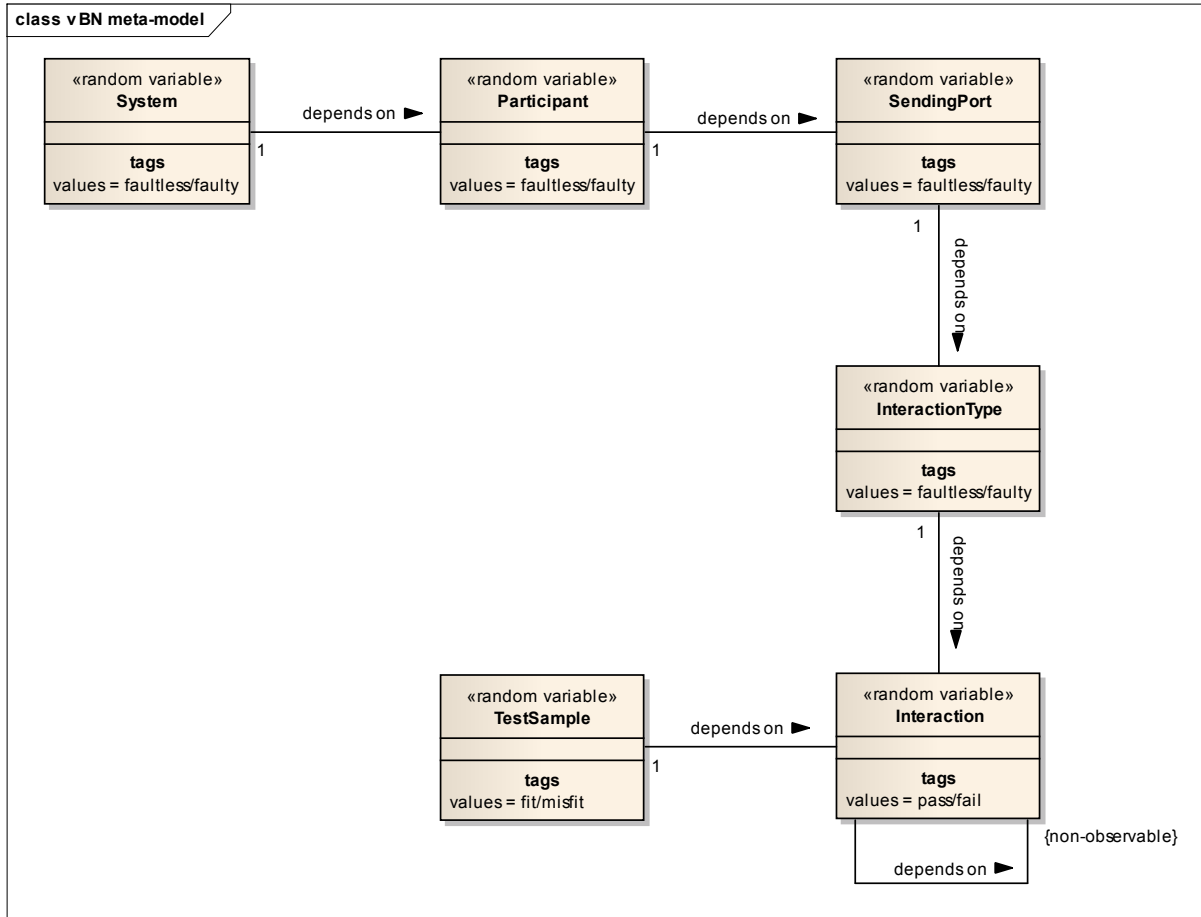 class vBN meta-model
«random variable»
System
tags
values = faultless/faulty
1
depends on
«random variable»
Participant
tags
values = faultless/faulty
1
depends on
«random variable»
SendingPort
tags
values = faultless/faulty
1
depends on
«random variable»
InteractionType
tags
values = faultless/faulty
1
depends on
«random variable»
TestSample
tags
values = fit/misfit
1
depends on
«random variable»
Interaction
tags
values = pass/fail
{non-observable}
depends on